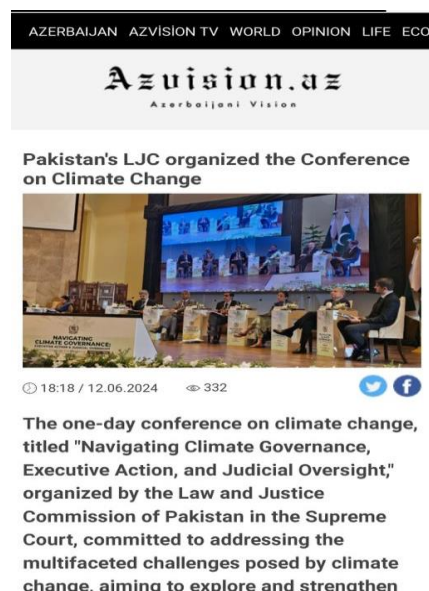 AZERBAIJAN AZVİSİON TV WORLD OPINION LIFE ECO
Azvision.az
Azerbaijani Vision
Pakistan's LJC organized the Conference
on Climate Change
NAVIGATING
CLIMATE GOVERNANCE:
18:18 / 12.06.2024 332
The one-day conference on climate change,
titled "Navigating Climate Governance,
Executive Action, and Judicial Oversight,"
organized by the Law and Justice
Commission of Pakistan in the Supreme
Court, committed to addressing the
multifaceted challenges posed by climate
change, aiming to explore and strengthen